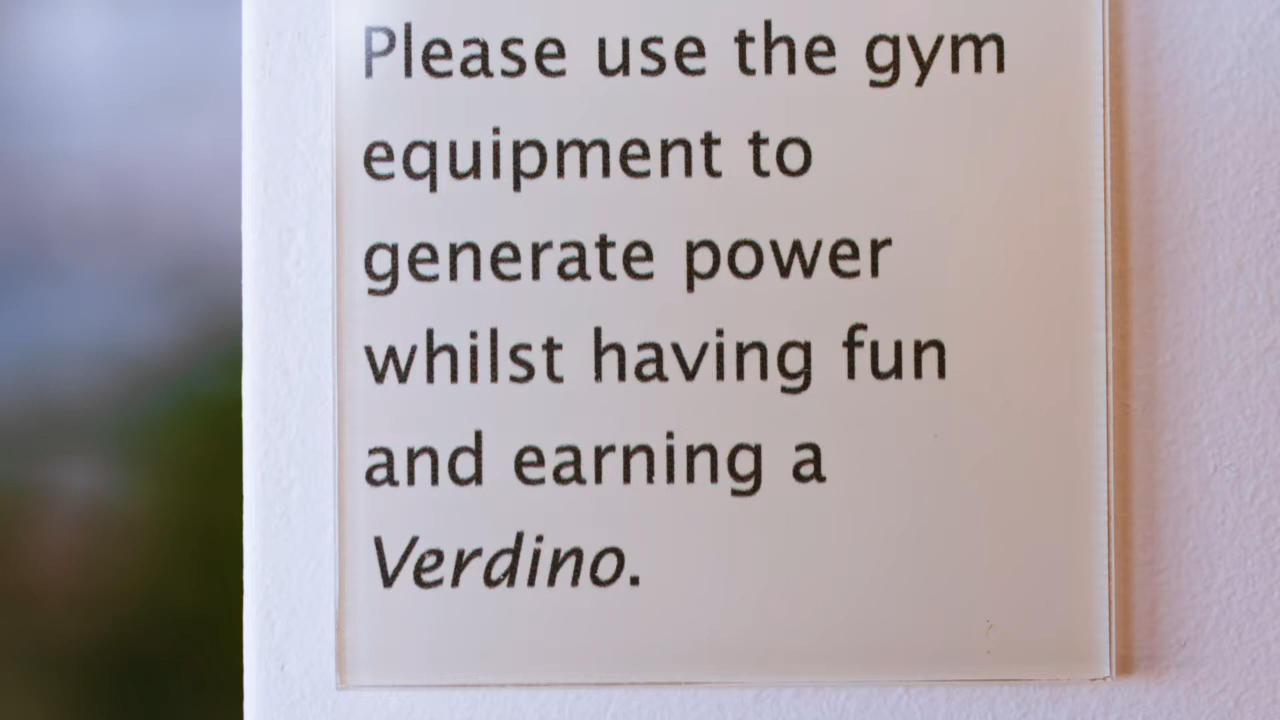 Please use the gym
equipment to
generate power
whilst having fun
and earning a
Verdino.